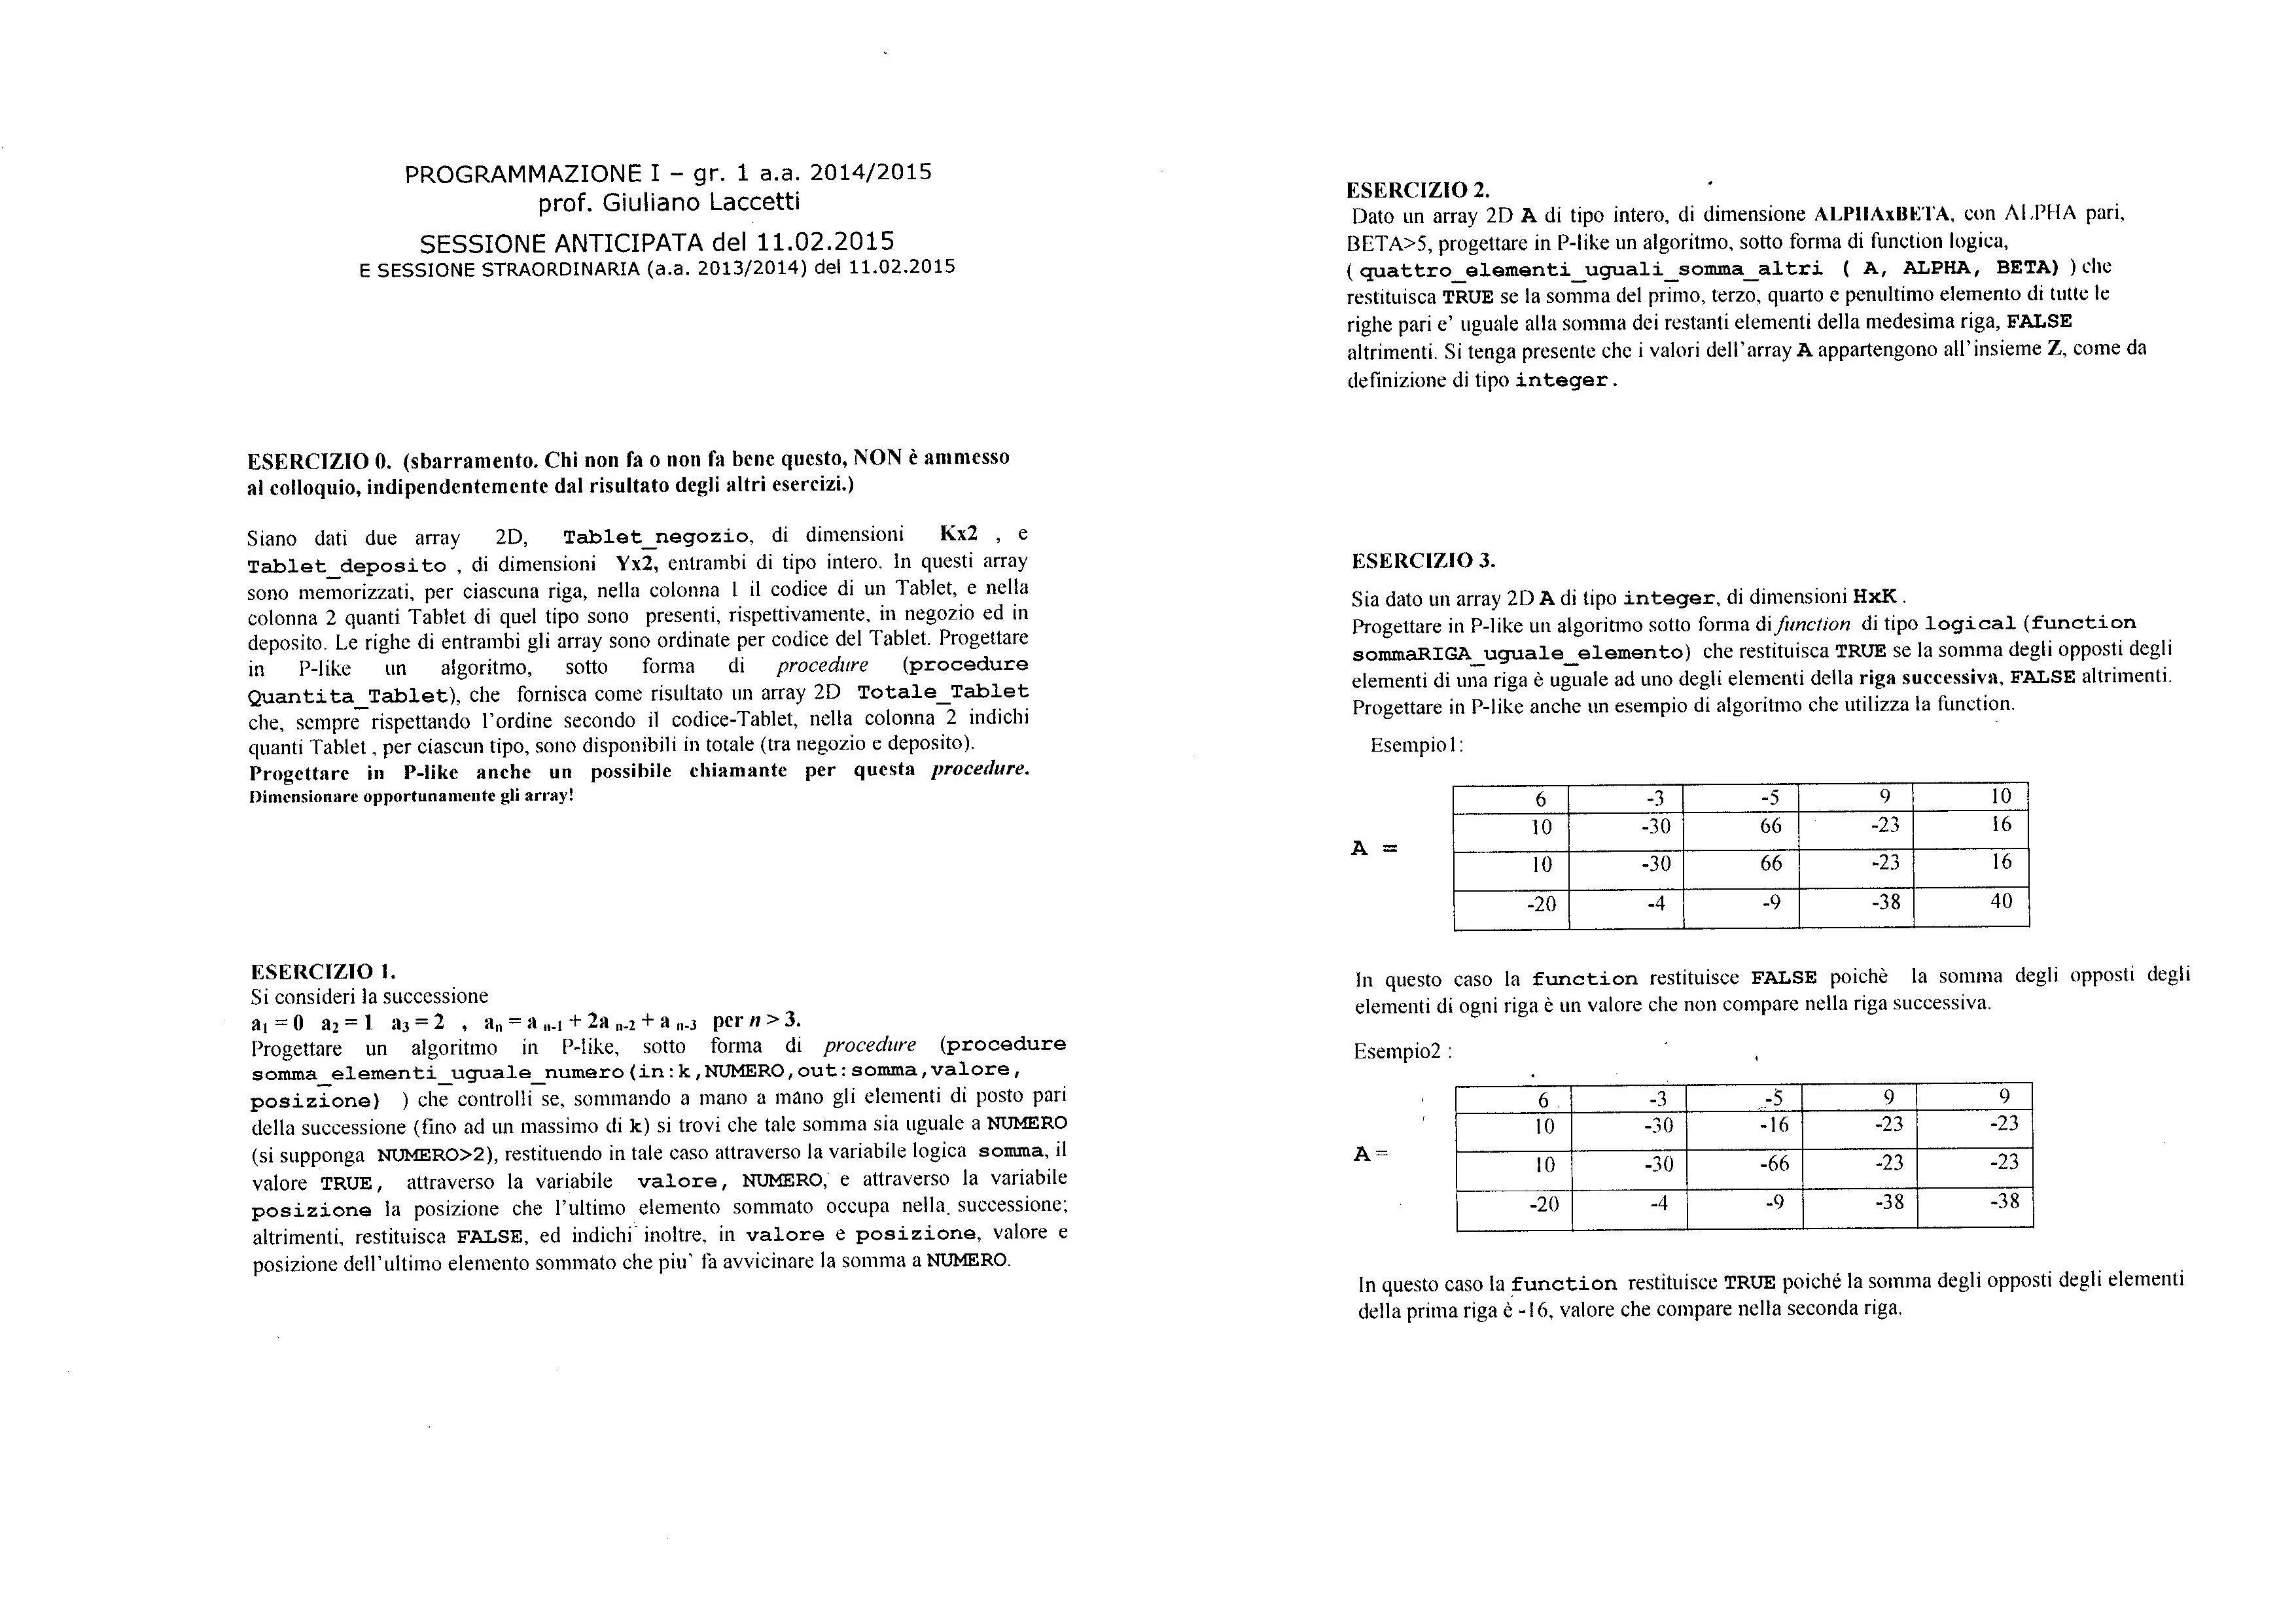 PROGRAMMAZIONE I – gr. 1 a.a. 2014/2015
prof. Giuliano Laccetti
SESSIONE ANTICIPATA del 11.02.2015
E SESSIONE STRAORDINARIA (a.a. 2013/2014) del 11.02.2015
ESERCIZIO 0. (sbarramento. Chi non fa o non fa bene questo, NON è ammesso
al colloquio, indipendentemente dal risultato degli altri esercizi.)
Siano dati due array 2D, Tablet_negozio, di dimensioni Kx2 , e
Tablet_deposito , di dimensioni Yx2, entrambi di tipo intero. In questi array
sono memorizzati, per ciascuna riga, nella colonna 1 il codice di un Tablet, e nella
colonna 2 quanti Tablet di quel tipo sono presenti, rispettivamente, in negozio ed in
deposito. Le righe di entrambi gli array sono ordinate per codice del Tablet. Progettare
in P-like un algoritmo, sotto forma di procedure (procedure
Quantita_Tablet), che fornisca come risultato un array 2D Totale_Tablet
che, sempre rispettando l'ordine secondo il codice-Tablet, nella colonna 2 indichi
quanti Tablet , per ciascun tipo, sono disponibili in totale (tra negozio e deposito).
Progettare in P-like anche un possibile chiamante per questa procedure.
Dimensionare opportunamente gli array!
ESERCIZIO 1.
Si consideri la successione
a1 = 0 a2 = 1 a3 = 2 , an = a n-1 + 2a n-2 + a n-3 per n > 3.
Progettare un algoritmo in P-like, sotto forma di procedure (procedure
somma_elementi_uguale_numero(in:k,NUMERO,out:somma,valore,
posizione) ) che controlli se, sommando a mano a mano gli elementi di posto pari
della successione (fino ad un massimo di k) si trovi che tale somma sia uguale a NUMERO
(si supponga NUMERO>2), restituendo in tale caso attraverso la variabile logica somma, il
valore TRUE, attraverso la variabile valore, NUMERO, e attraverso la variabile
posizione la posizione che l'ultimo elemento sommato occupa nella successione;
altrimenti, restituisca FALSE, ed indichi inoltre, in valore e posizione, valore e
posizione dell'ultimo elemento sommato che piu' fa avvicinare la somma a NUMERO.
ESERCIZIO 2.
Dato un array 2D A di tipo intero, di dimensione ALPHAxBETA, con ALPHA pari,
BETA>5, progettare in P-like un algoritmo, sotto forma di function logica,
( quattro_elementi_uguali_somma_altri ( A, ALPHA, BETA) ) che
restituisca TRUE se la somma del primo, terzo, quarto e penultimo elemento di tutte le
righe pari e' uguale alla somma dei restanti elementi della medesima riga, FALSE
altrimenti. Si tenga presente che i valori dell'array A appartengono all'insieme Z, come da
definizione di tipo integer.
ESERCIZIO 3.
Sia dato un array 2D A di tipo integer, di dimensioni HxK .
Progettare in P-like un algoritmo sotto forma di function di tipo logical (function
sommaRIGA_uguale_elemento) che restituisca TRUE se la somma degli opposti degli
elementi di una riga è uguale ad uno degli elementi della riga successiva, FALSE altrimenti.
Progettare in P-like anche un esempio di algoritmo che utilizza la function.
Esempio1:
A =
6 -3 -5 9 10
10 -30 66 -23 16
10 -30 66 -23 16
-20 -4 -9 -38 40
In questo caso la function restituisce FALSE poichè la somma degli opposti degli
elementi di ogni riga è un valore che non compare nella riga successiva.
Esempio2 :
A =
6 -3 -5 9 9
10 -30 -16 -23 -23
10 -30 -66 -23 -23
-20 -4 -9 -38 -38
In questo caso la function restituisce TRUE poiché la somma degli opposti degli elementi
della prima riga è -16, valore che compare nella seconda riga.